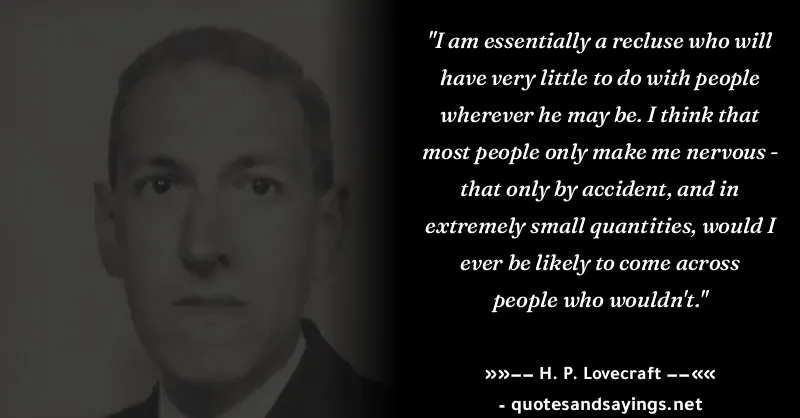 "I am essentially a recluse who will
have very little to do with people
wherever he may be. I think that
most people only make me nervous -
that only by accident, and in
extremely small quantities, would I
ever be likely to come across
people who wouldn't."
»»–– H. P. Lovecraft ––««
- quotesandsayings.net